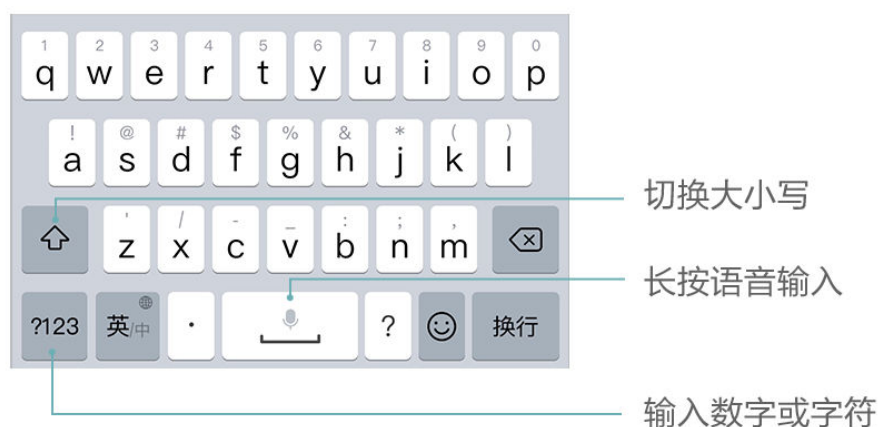 1 2 3 4 5 6 7 8 9 0
q w e r t y u i o p
! @ # $ % & * ( )
a s d f g h j k l
切换大小写
' / - _ : ; ,
z x c v b n m
长按语音输入
?123 英/中 · ? 换行
输入数字或字符